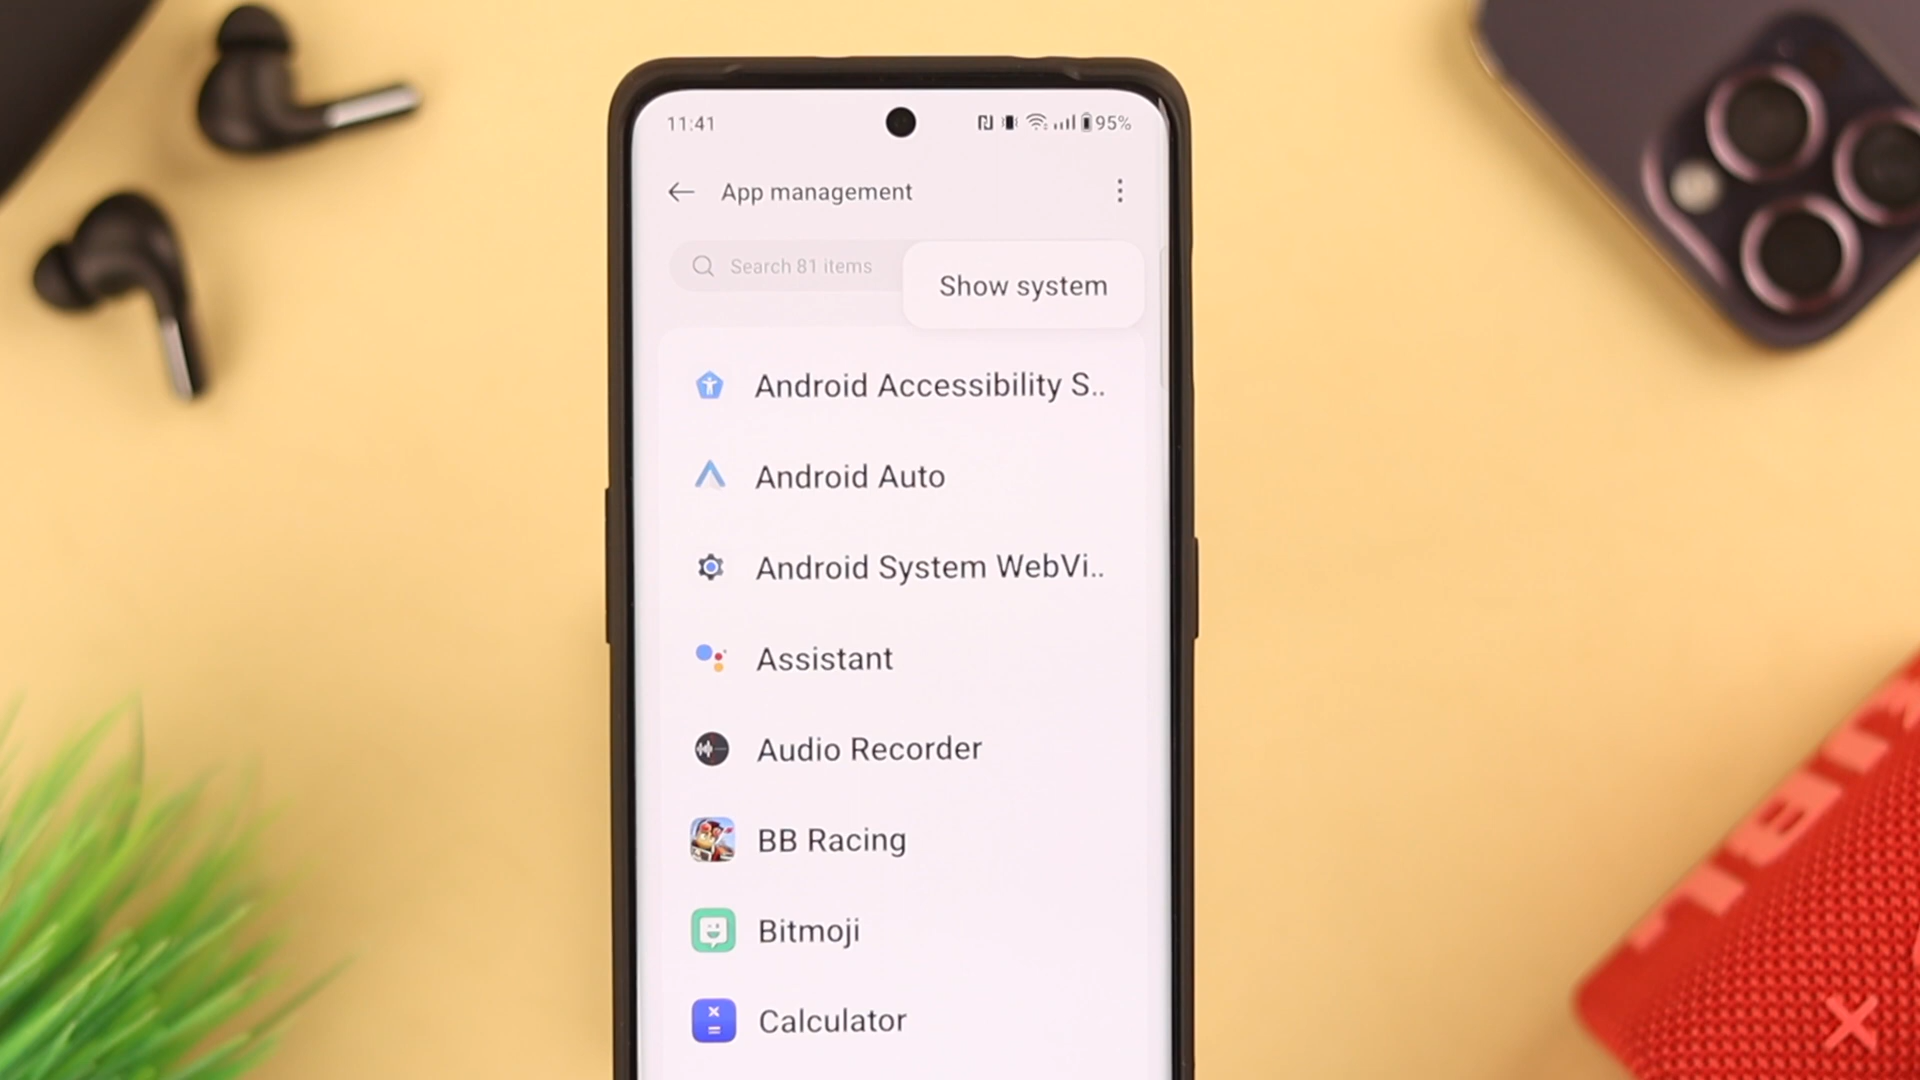 11:41
95%
App management
Search 81 items
Show system
Android Accessibility S..
Android Auto
Android System WebVi..
Assistant
Audio Recorder
BB Racing
Bitmoji
Calculator